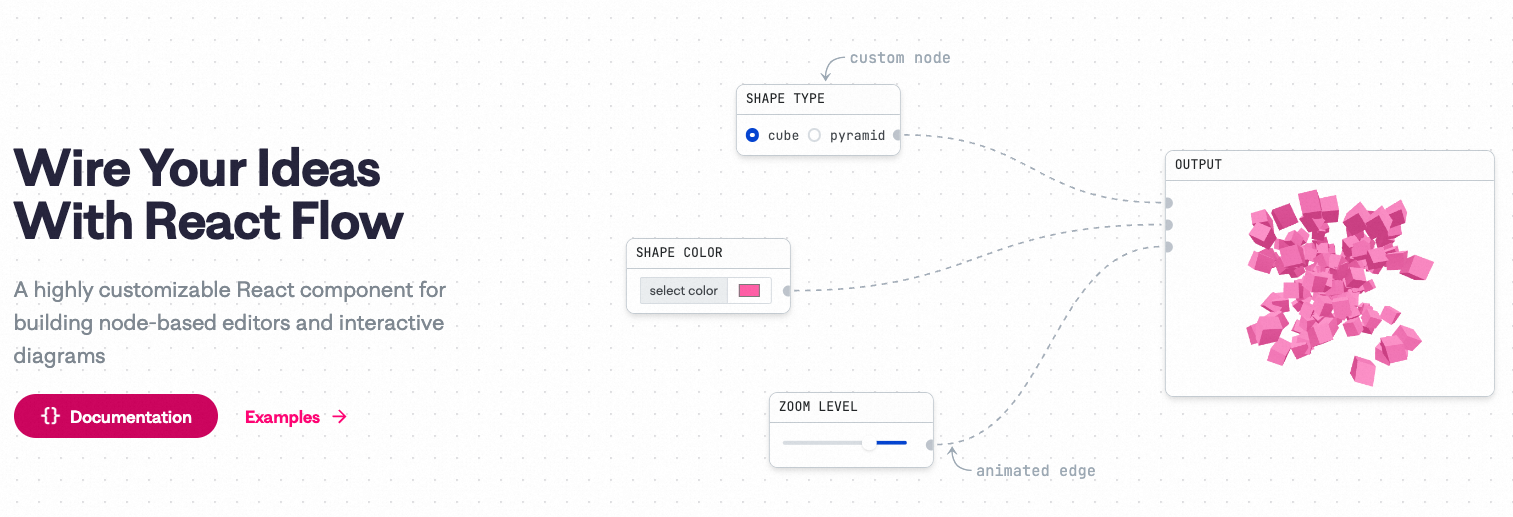 Wire Your Ideas
With React Flow
A highly customizable React component for
building node-based editors and interactive
diagrams
{} Documentation
Examples →
custom node
SHAPE TYPE
cube pyramid
SHAPE COLOR
select color
ZOOM LEVEL
animated edge
OUTPUT